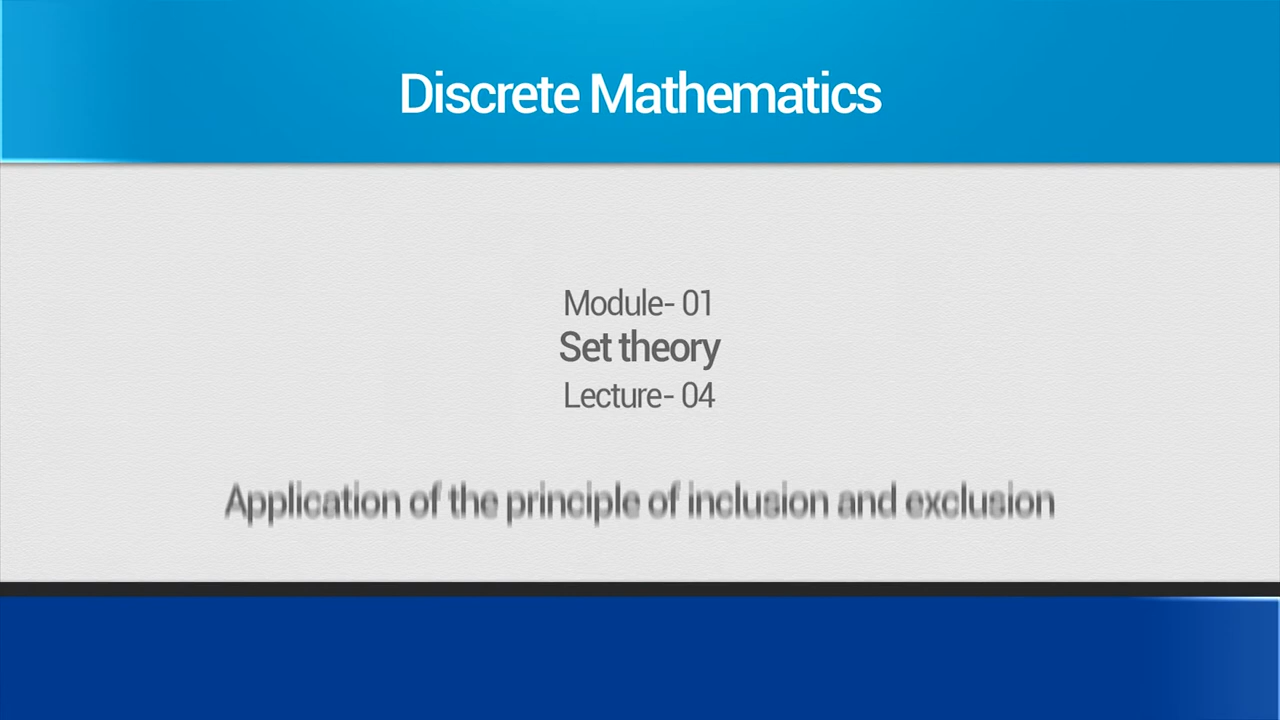 Discrete Mathematics
Module- 01
Set theory
Lecture- 04
Application of the principle of inclusion and exclusion